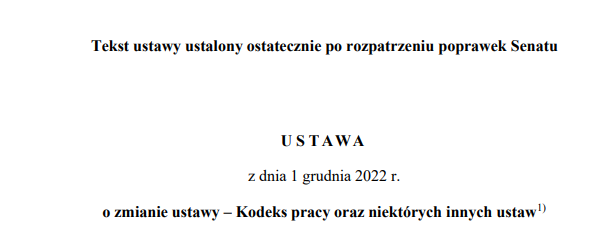 Tekst ustawy ustalony ostatecznie po rozpatrzeniu poprawek Senatu
USTAWA
z dnia 1 grudnia 2022 r.
o zmianie ustawy – Kodeks pracy oraz niektórych innych ustaw1)